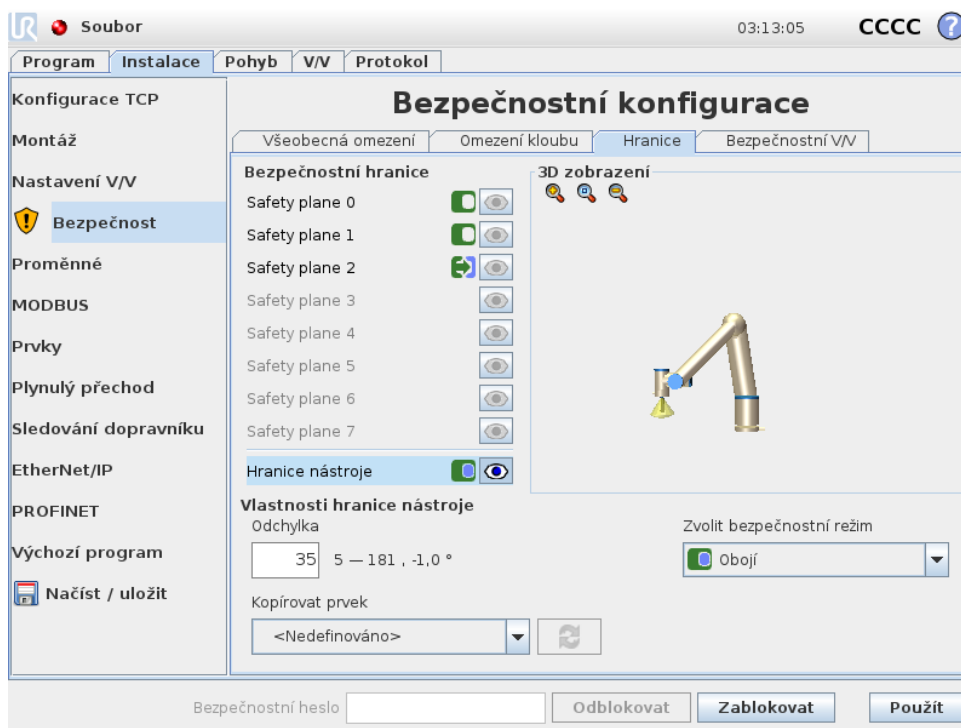 UR Soubor 03:13:05 CCCC ?
Program Instalace Pohyb V/V Protokol
Konfigurace TCP
Montáž
Nastavení V/V
Bezpečnost
Proměnné
MODBUS
Prvky
Plynulý přechod
Sledování dopravníku
EtherNet/IP
PROFINET
Výchozí program
Načíst / uložit
Bezpečnostní konfigurace
Všeobecná omezení Omezení kloubu Hranice Bezpečnostní V/V
Bezpečnostní hranice
Safety plane 0
Safety plane 1
Safety plane 2
Safety plane 3
Safety plane 4
Safety plane 5
Safety plane 6
Safety plane 7
Hranice nástroje
3D zobrazení
Vlastnosti hranice nástroje
Odchylka
35 5 — 181 , -1,0 °
Zvolit bezpečnostní režim
Obojí
Kopírovat prvek
<Nedefinováno>
Bezpečnostní heslo Odblokovat Zablokovat Použít